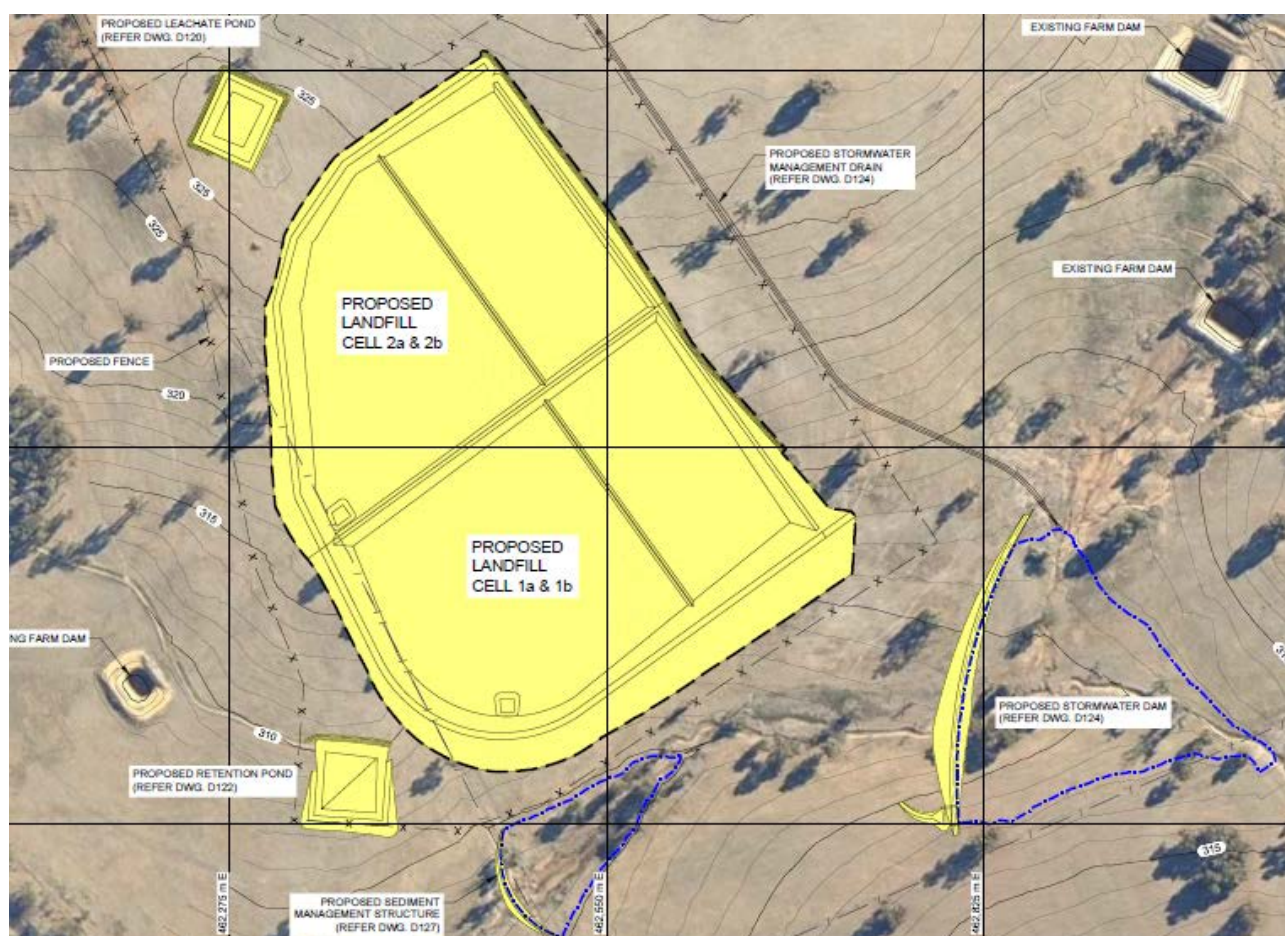 PROPOSED LEACHATE POND
(REFER DWG. D120)
EXISTING FARM DAM
325
PROPOSED STORMWATER
MANAGEMENT DRAIN
(REFER DWG. D124)
325
325
EXISTING FARM DAM
PROPOSED
LANDFILL
CELL 2a & 2b
PROPOSED FENCE
320
315
PROPOSED
LANDFILL
CELL 1a & 1b
NG FARM DAM
31
310
PROPOSED STORMWATER DAM
(REFER DWG. D124)
PROPOSED RETENTION POND
(REFER DWG. D122)
315
462,275 m E
462,550 m E
462,825 m E
PROPOSED SEDIMENT
MANAGEMENT STRUCTURE
(REFER DWG. D127)